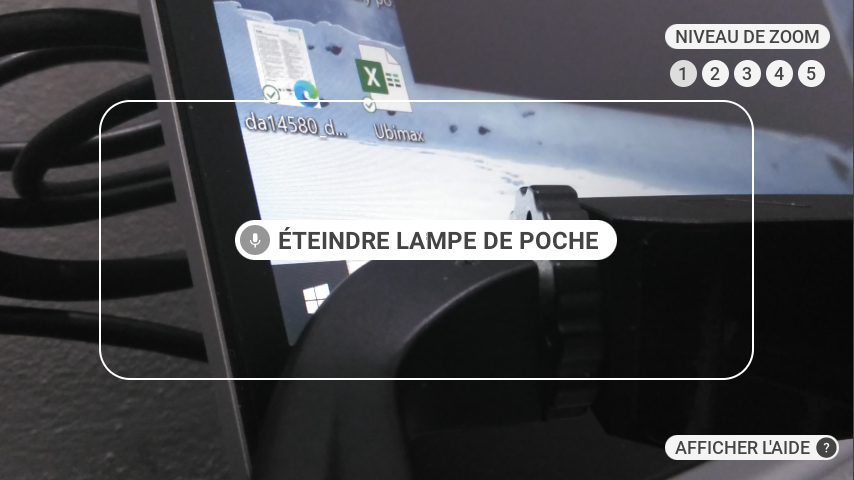 NIVEAU DE ZOOM
1 2 3 4 5
da14580_d...
Ubimax
ÉTEINDRE LAMPE DE POCHE
AFFICHER L'AIDE ?